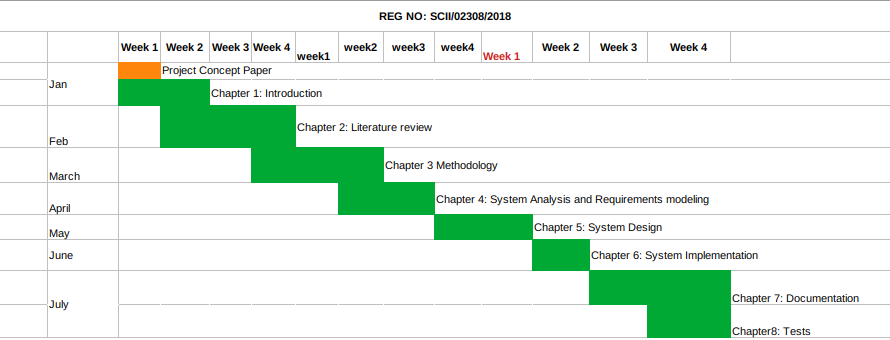 REG NO: SCII/02308/2018
Week 1 Week 2 Week 3 Week 4 week1 week2 week3 week4 Week 1 Week 2 Week 3 Week 4
Project Concept Paper
Jan
Chapter 1: Introduction
Chapter 2: Literature review
Feb
Chapter 3 Methodology
March
Chapter 4: System Analysis and Requirements modeling
April
Chapter 5: System Design
May
June
Chapter 6: System Implementation
Chapter 7: Documentation
July
Chapter8: Tests